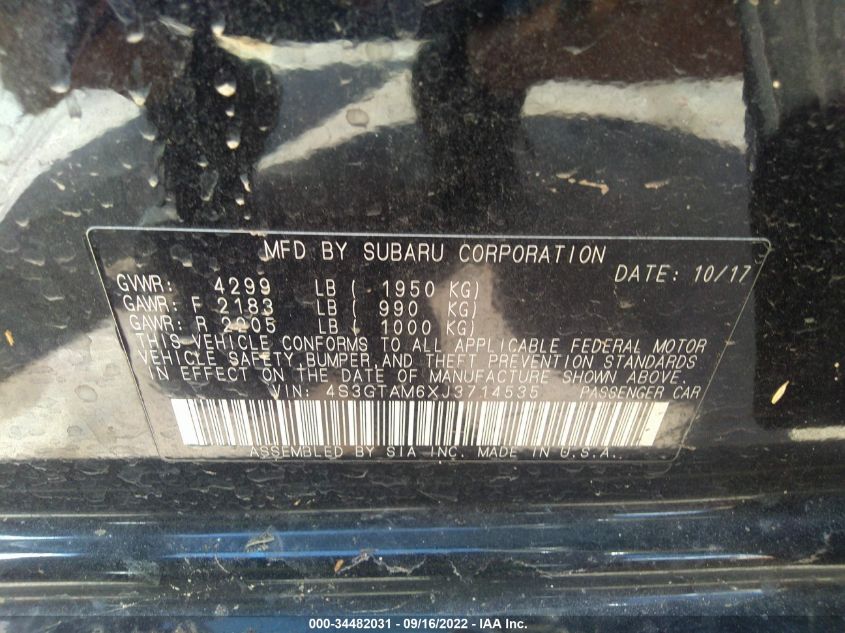 MFD BY SUBARU CORPORATION
DATE: 10/17
GVWR: 4299 LB ( 1950 KG)
GAWR: F 2183 LB ( 990 KG)
GAWR: R 2205 LB ( 1000 KG)
THIS VEHICLE CONFORMS TO ALL APPLICABLE FEDERAL MOTOR
VEHICLE SAFETY, BUMPER, AND THEFT PREVENTION STANDARDS
IN EFFECT ON THE DATE OF MANUFACTURE SHOWN ABOVE.
VIN: 4S3GTAM6XJ3714535 PASSENGER CAR
ASSEMBLED BY SIA INC. MADE IN U.S.A.
000-34482031 - 09/16/2022 - IAA Inc.